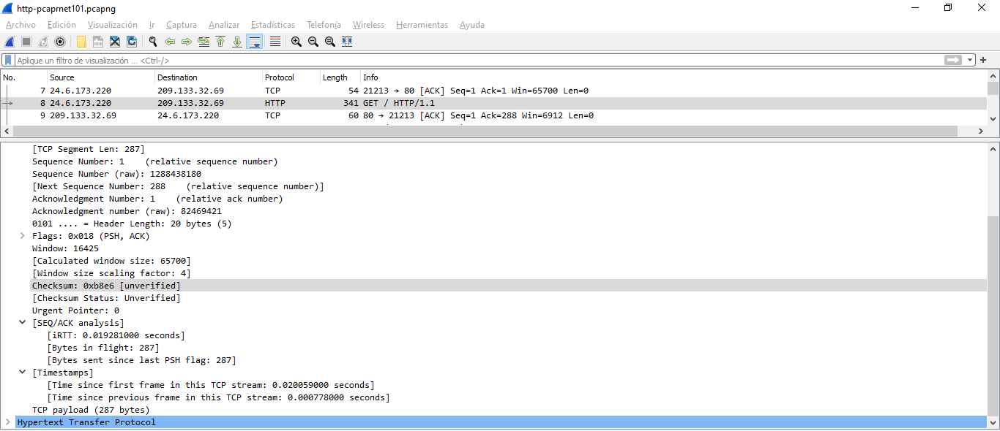 http-pcaprnet101.pcapng
Archivo Edición Visualización Ir Captura Analizar Estadísticas Telefonía Wireless Herramientas Ayuda
Aplique un filtro de visualización ... <Ctrl-/>
No. Source Destination Protocol Length Info
7 24.6.173.220 209.133.32.69 TCP 54 21213 → 80 [ACK] Seq=1 Ack=1 Win=65700 Len=0
8 24.6.173.220 209.133.32.69 HTTP 341 GET / HTTP/1.1
9 209.133.32.69 24.6.173.220 TCP 60 80 → 21213 [ACK] Seq=1 Ack=288 Win=6912 Len=0
[TCP Segment Len: 287]
Sequence Number: 1    (relative sequence number)
Sequence Number (raw): 1288438180
[Next Sequence Number: 288    (relative sequence number)]
Acknowledgment Number: 1    (relative ack number)
Acknowledgment number (raw): 82469421
0101 .... = Header Length: 20 bytes (5)
Flags: 0x018 (PSH, ACK)
Window: 16425
[Calculated window size: 65700]
[Window size scaling factor: 4]
Checksum: 0xb8e6 [unverified]
[Checksum Status: Unverified]
Urgent Pointer: 0
[SEQ/ACK analysis]
[iRTT: 0.019281000 seconds]
[Bytes in flight: 287]
[Bytes sent since last PSH flag: 287]
[Timestamps]
[Time since first frame in this TCP stream: 0.020059000 seconds]
[Time since previous frame in this TCP stream: 0.000778000 seconds]
TCP payload (287 bytes)
Hypertext Transfer Protocol